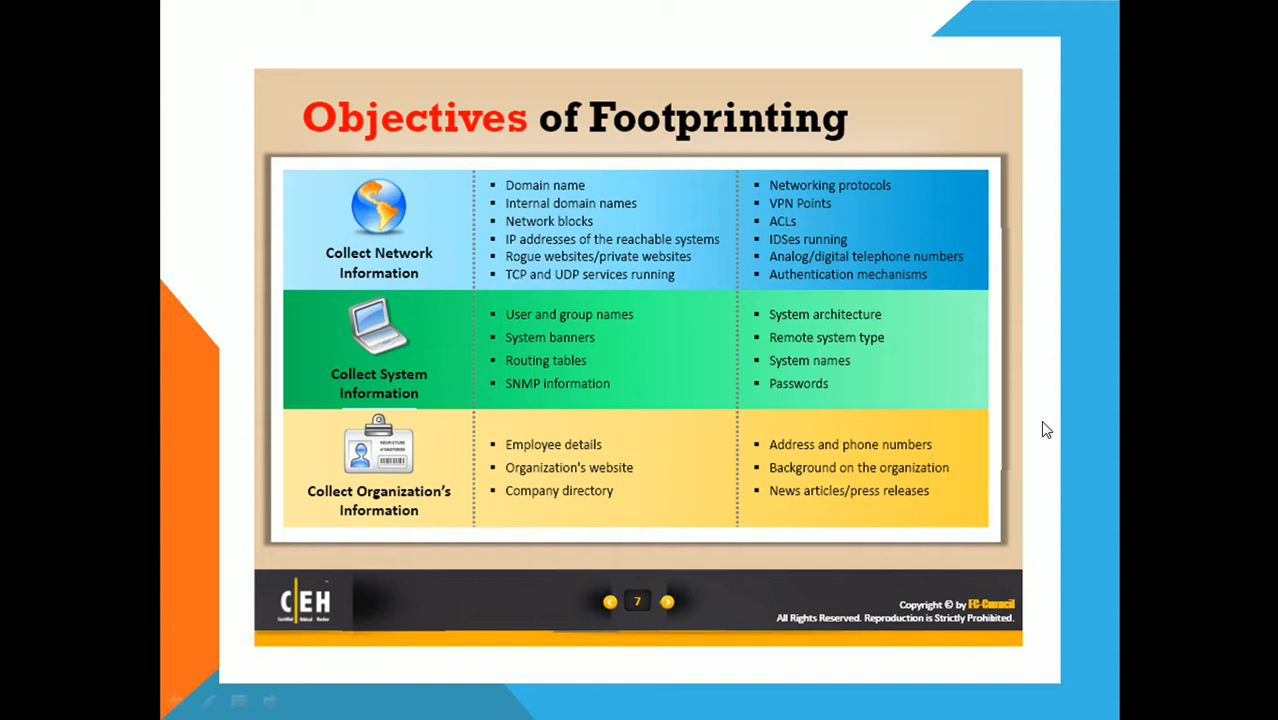 Objectives of Footprinting
Collect Network
Information
Domain name
Internal domain names
Network blocks
IP addresses of the reachable systems
Rogue websites/private websites
TCP and UDP services running
Networking protocols
VPN Points
ACLs
IDSes running
Analog/digital telephone numbers
Authentication mechanisms
Collect System
Information
User and group names
System banners
Routing tables
SNMP information
System architecture
Remote system type
System names
Passwords
Collect Organization's
Information
Employee details
Organization's website
Company directory
Address and phone numbers
Background on the organization
News articles/press releases
CEH
Certified Ethical Hacker
7
Copyright © by EC-Council
All Rights Reserved. Reproduction is Strictly Prohibited.